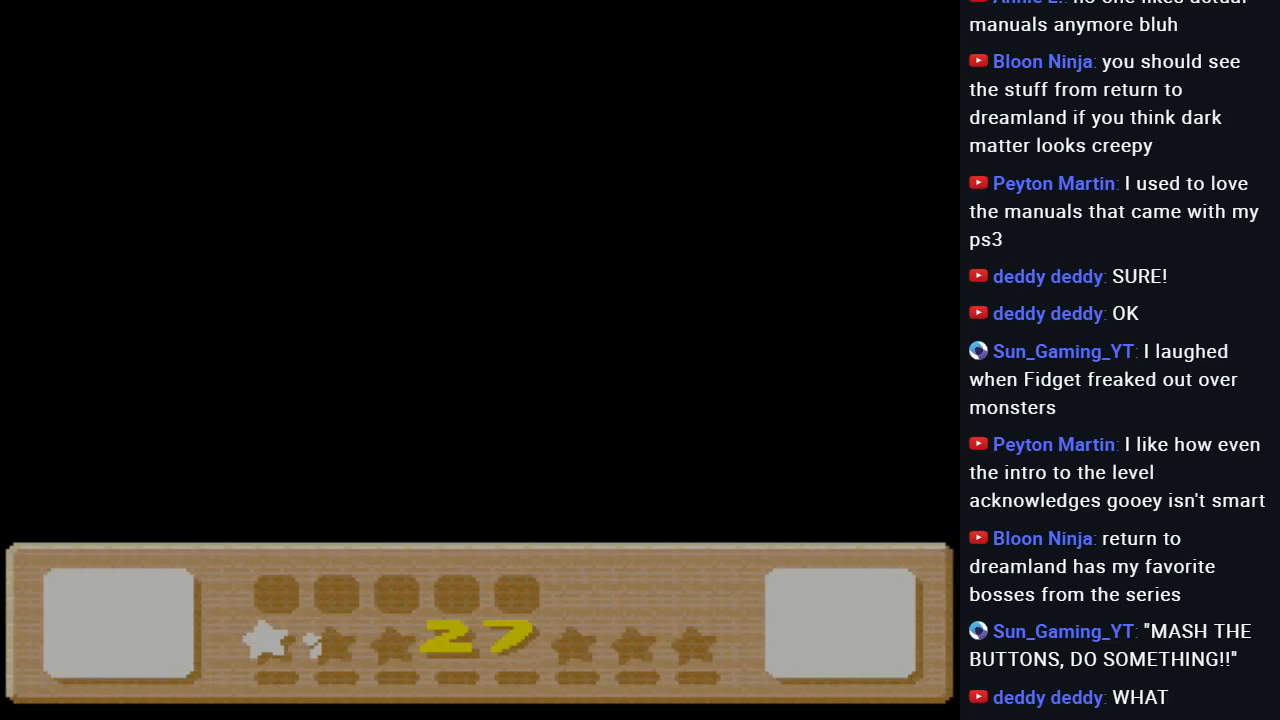 manuals anymore bluh
Bloon Ninja: you should see
the stuff from return to
dreamland if you think dark
matter looks creepy
Peyton Martin: I used to love
the manuals that came with my
ps3
deddy deddy: SURE!
deddy deddy: OK
Sun_Gaming_YT: I laughed
when Fidget freaked out over
monsters
Peyton Martin: I like how even
the intro to the level
acknowledges gooey isn't smart
Bloon Ninja: return to
dreamland has my favorite
bosses from the series
Sun_Gaming_YT: "MASH THE
BUTTONS, DO SOMETHING!!"
deddy deddy: WHAT
27